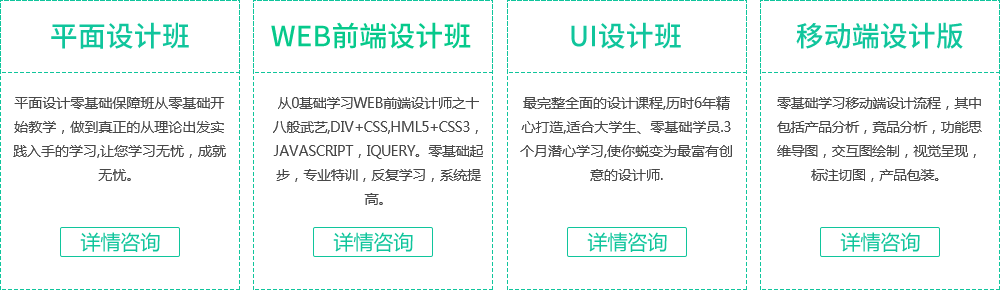 平面设计班
平面设计零基础保障班从零基础开
始教学，做到真正的从理论出发实
践入手的学习,让您学习无忧，成就
无忧。
详情咨询
WEB前端设计班
从0基础学习WEB前端设计师之十
八般武艺,DIV+CSS,HML5+CSS3，
JAVASCRIPT，IQUERY。零基础起
步，专业特训，反复学习，系统提
高。
详情咨询
UI设计班
最完整全面的设计课程,历时6年精
心打造,适合大学生、零基础学员.3
个月潜心学习,使你蜕变为最富有创
意的设计师.
详情咨询
移动端设计版
零基础学习移动端设计流程，其中
包括产品分析，竟品分析，功能思
维导图，交互图绘制，视觉呈现，
标注切图，产品包装。
详情咨询